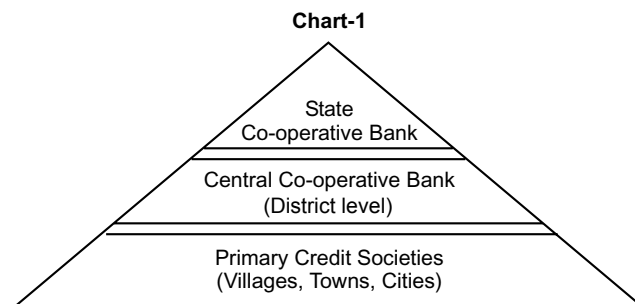 Chart-1
State
Co-operative Bank
Central Co-operative Bank
(District level)
Primary Credit Societies
(Villages, Towns, Cities)